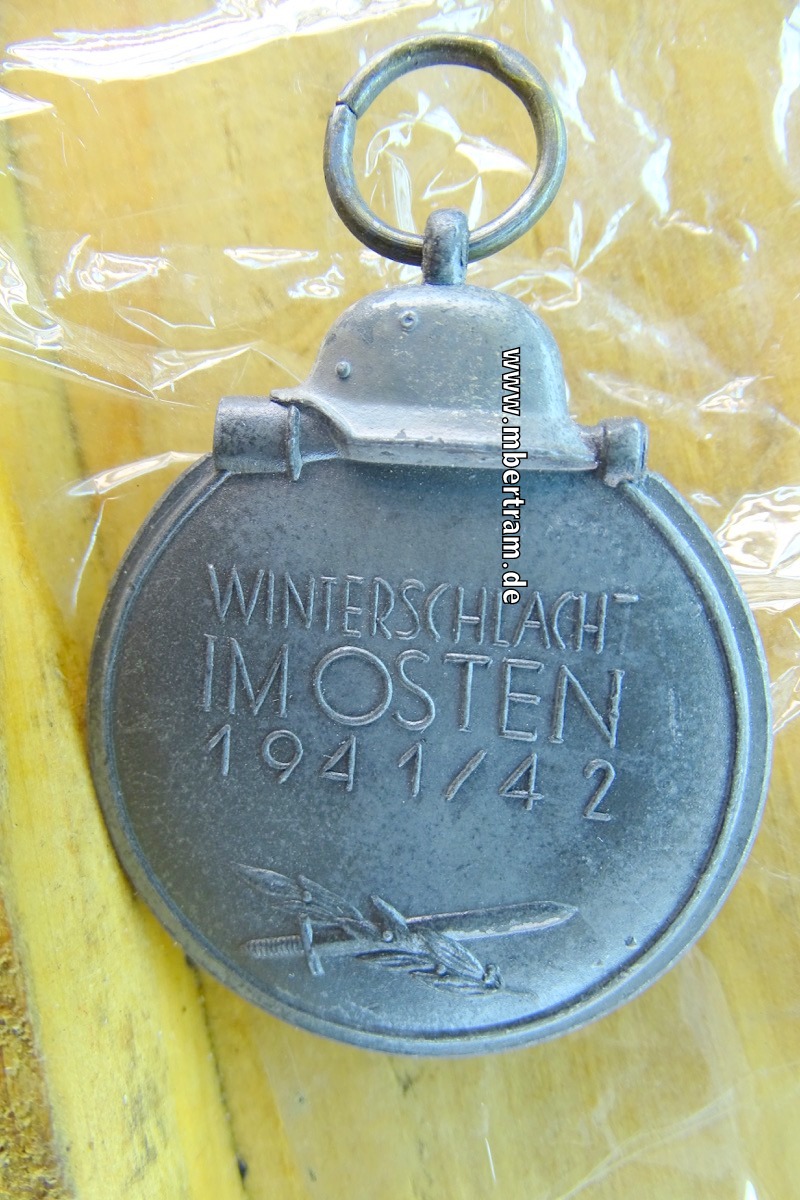 www.mbertram.de
WINTERSCHLACHT
IM OSTEN
1941/42